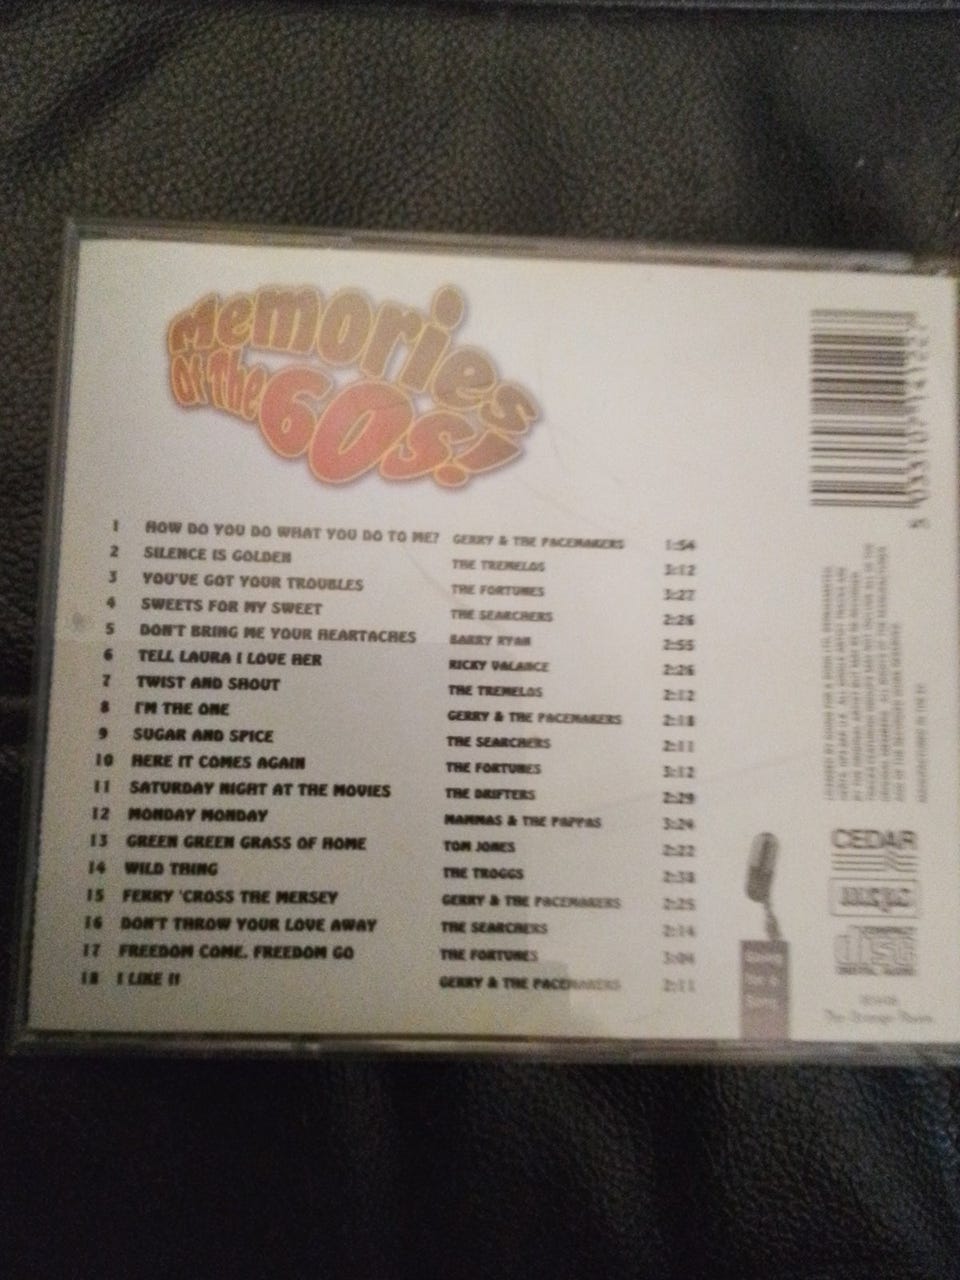 Memories
Of The 60s!
1 HOW DO YOU DO WHAT YOU DO TO ME? GERRY & THE PACEMAKERS 1:54
2 SILENCE IS GOLDEN THE TREMELOS 3:12
3 YOU'VE GOT YOUR TROUBLES THE FORTUNES 3:27
4 SWEETS FOR MY SWEET THE SEARCHERS 2:26
5 DON'T BRING ME YOUR HEARTACHES BARRY RYAN 2:55
6 TELL LAURA I LOVE HER RICKY VALANCE 2:26
7 TWIST AND SHOUT THE TREMELOS 2:12
8 I'M THE ONE GERRY & THE PACEMAKERS 2:18
9 SUGAR AND SPICE THE SEARCHERS 2:11
10 HERE IT COMES AGAIN THE FORTUNES 3:12
11 SATURDAY NIGHT AT THE MOVIES THE DRIFTERS 2:29
12 MONDAY MONDAY MAMMAS & THE PAPPAS 3:24
13 GREEN GREEN GRASS OF HOME TOM JONES 2:22
14 WILD THING THE TROGGS 2:38
15 FERRY 'CROSS THE MERSEY GERRY & THE PACEMAKERS 2:25
16 DON'T THROW YOUR LOVE AWAY THE SEARCHERS 2:14
17 FREEDOM COME, FREEDOM GO THE FORTUNES 3:04
18 I LIKE IT GERRY & THE PACEMAKERS 2:11
CEDAR
COMPACT
disc
DIGITAL AUDIO